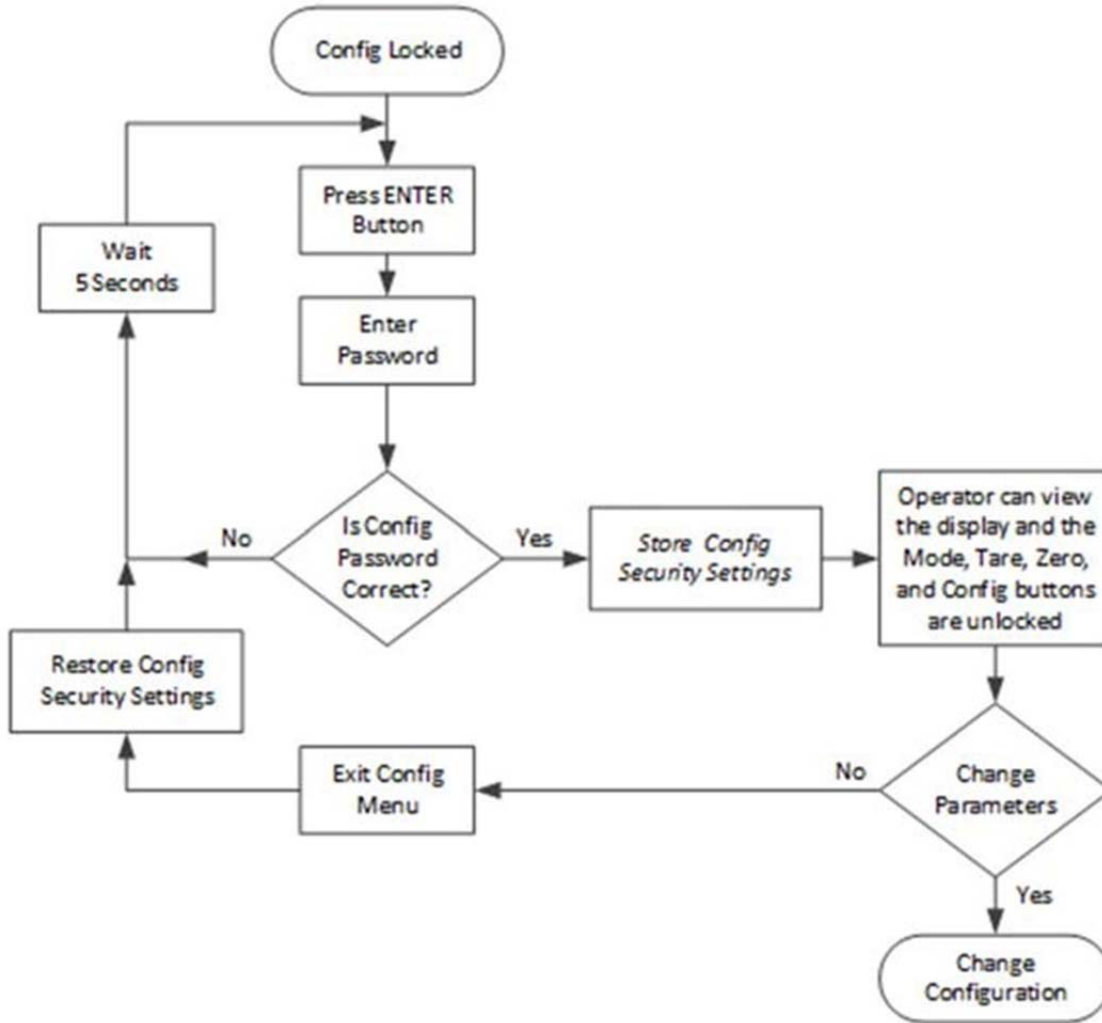 Config Locked
Press ENTER
Button
Wait
5 Seconds
Enter
Password
Is Config
Password
Correct?
No
Yes
Store Config
Security Settings
Operator can view
the display and the
Mode, Tare, Zero,
and Config buttons
are unlocked
Restore Config
Security Settings
Exit Config
Menu
No
Change
Parameters
Yes
Change
Configuration